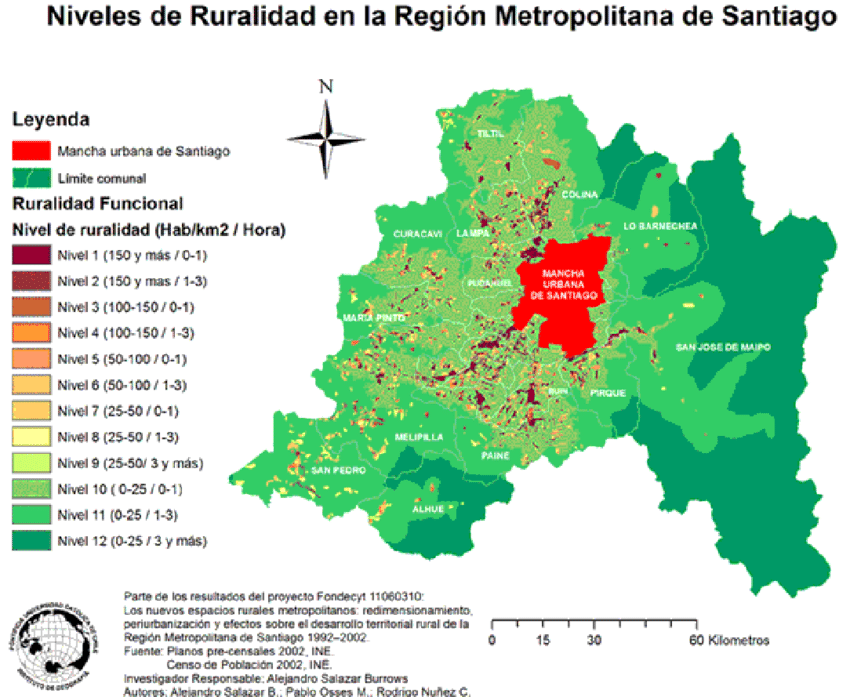 Niveles de Ruralidad en la Región Metropolitana de Santiago
N
Leyenda
Mancha urbana de Santiago
Límite comunal
Ruralidad Funcional
Nivel de ruralidad (Hab/km2 / Hora)
Nivel 1 (150 y más / 0-1)
Nivel 2 (150 y mas / 1-3)
Nivel 3 (100-150 / 0-1)
Nivel 4 (100-150 / 1-3)
Nivel 5 (50-100 / 0-1)
Nivel 6 (50-100 / 1-3)
Nivel 7 (25-50 / 0-1)
Nivel 8 (25-50/ 1-3)
Nivel 9 (25-50/ 3 y más)
Nivel 10 ( 0-25 / 0-1)
Nivel 11 (0-25 / 1-3)
Nivel 12 (0-25 / 3 y más)
TILTIL
COLINA
CURACAVI
LAMPA
LO BARNECHEA
PUDAHUEL
MANCHA
URBANA
DE SANTIAGO
MARIA PINTO
SAN JOSE DE MAIPO
BUIN
PIRQUE
MELIPILLA
PAINE
SAN PEDRO
ALHUE
PONTIFICIA UNIVERSIDAD CATOLICA DE CHILE
INSTITUTO DE GEOGRAFIA
Parte de los resultados del proyecto Fondecyt 11060310:
Los nuevos espacios rurales metropolitanos: redimensionamiento,
periurbanización y efectos sobre el desarrollo territorial rural de la
Región Metropolitana de Santiago 1992–2002.
Fuente: Planos pre-censales 2002, INE.
Censo de Población 2002, INE.
Investigador Responsable: Alejandro Salazar Burrows
Autores: Alejandro Salazar B.; Pablo Osses M.; Rodrigo Nuñez C.
0 15 30 60 Kilometros